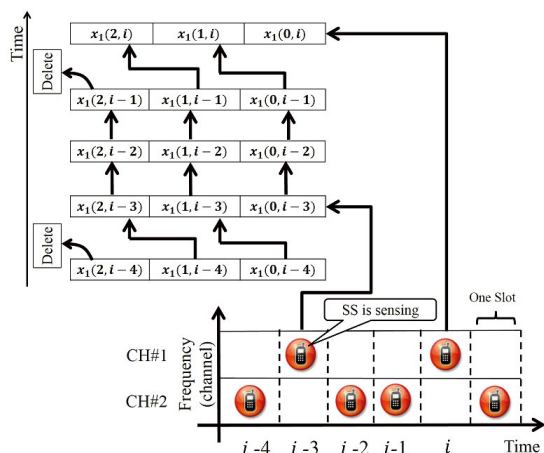 Time
x₁(2, i) x₁(1, i) x₁(0, i)
Delete
x₁(2, i − 1) x₁(1, i − 1) x₁(0, i − 1)
x₁(2, i − 2) x₁(1, i − 2) x₁(0, i − 2)
x₁(2, i − 3) x₁(1, i − 3) x₁(0, i − 3)
Delete
x₁(2, i − 4) x₁(1, i − 4) x₁(0, i − 4)
SS is sensing
One Slot
Frequency
(channel)
CH#1
CH#2
i -4 i -3 i -2 i-1 i Time